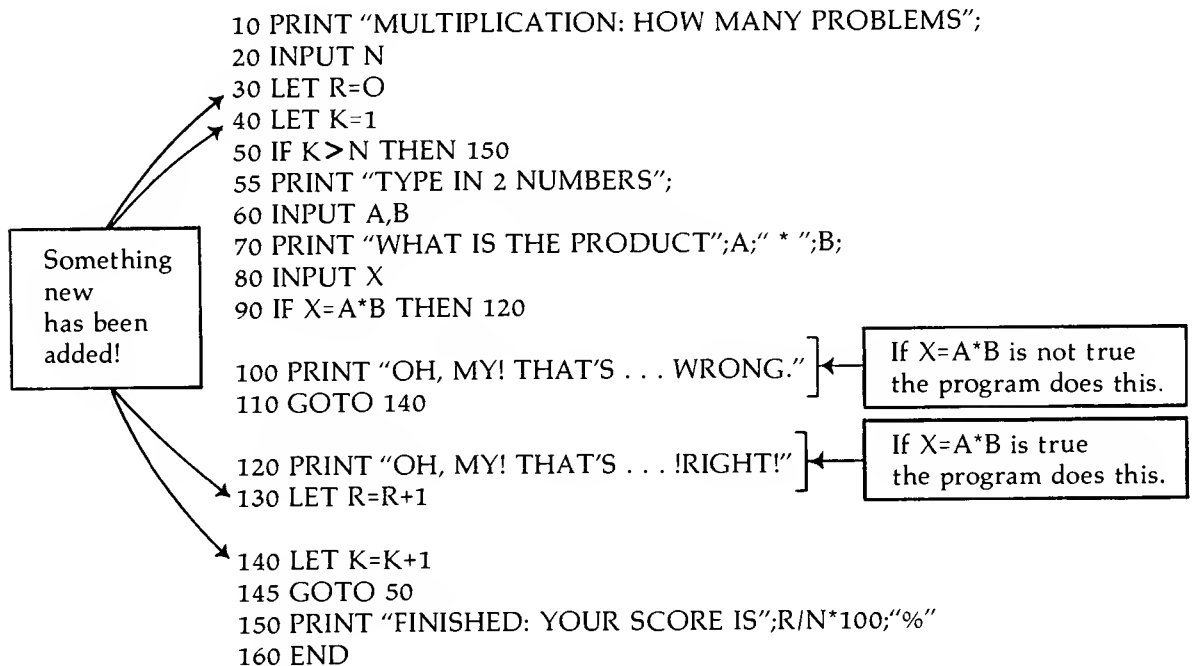 10 PRINT “MULTIPLICATION: HOW MANY PROBLEMS”;
20 INPUT N
30 LET R=O
40 LET K=1
50 IF K>N THEN 150
55 PRINT “TYPE IN 2 NUMBERS”;
60 INPUT A,B
70 PRINT “WHAT IS THE PRODUCT”;A;“ * ”;B;
80 INPUT X
90 IF X=A*B THEN 120
Something
new
has been
added!
100 PRINT “OH, MY! THAT'S . . . WRONG.”
110 GOTO 140
If X=A*B is not true
the program does this.
120 PRINT “OH, MY! THAT'S . . . !RIGHT!”
130 LET R=R+1
If X=A*B is true
the program does this.
140 LET K=K+1
145 GOTO 50
150 PRINT “FINISHED: YOUR SCORE IS”;R/N*100;“%”
160 END